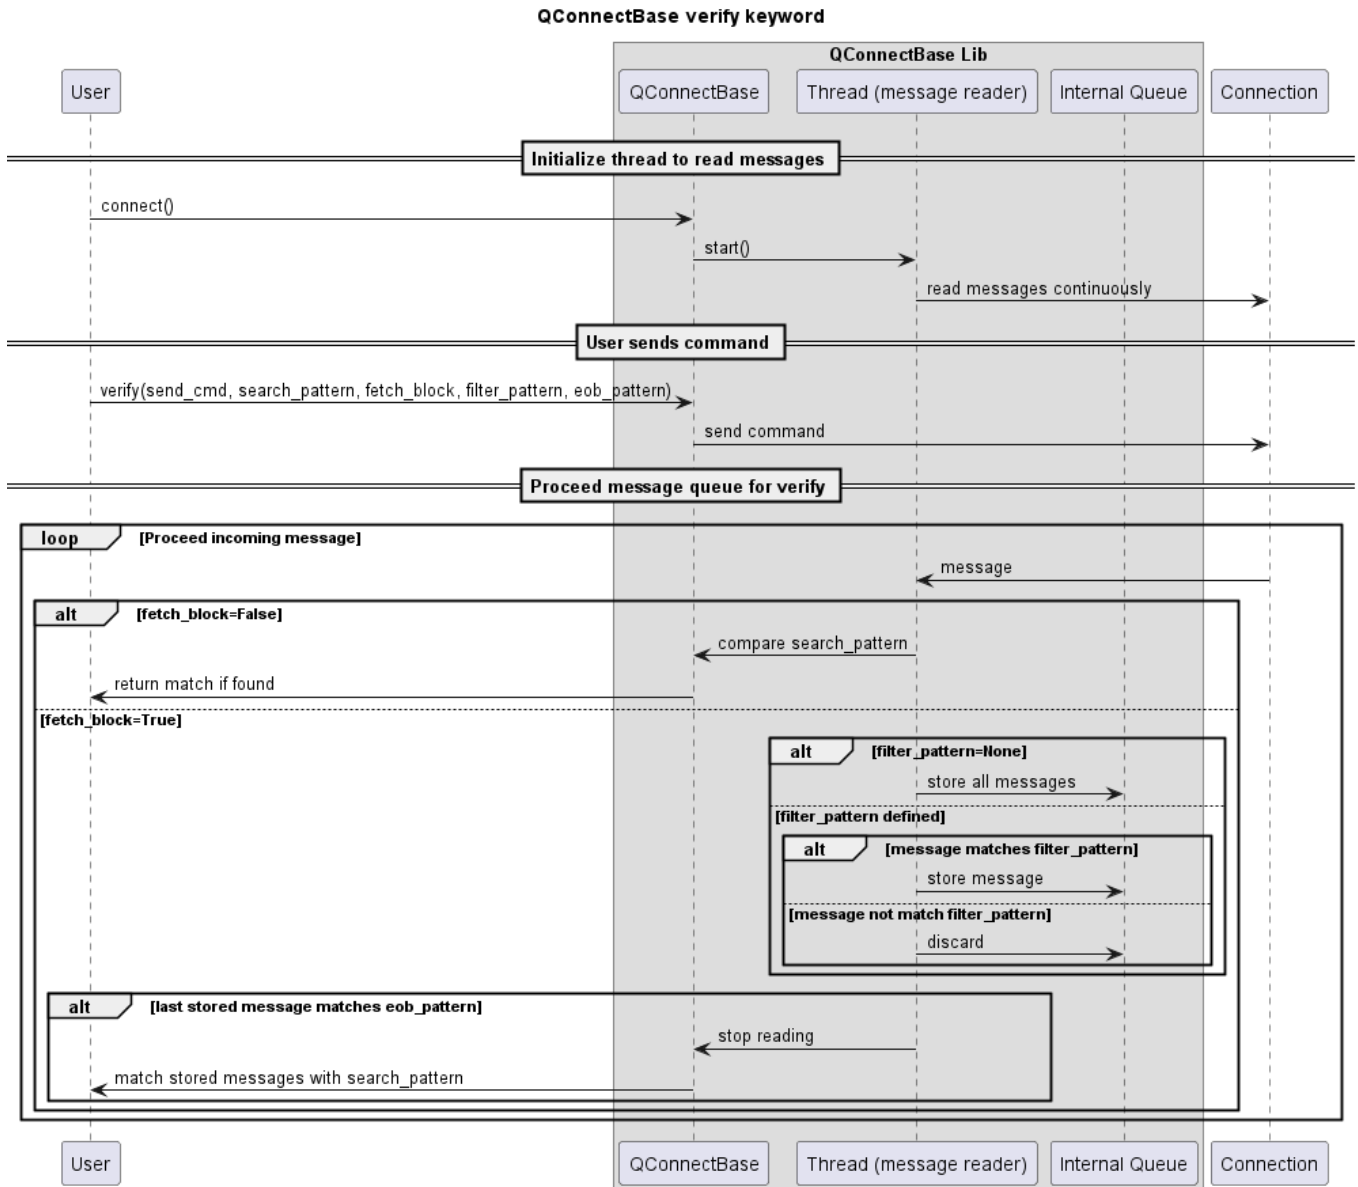 QConnectBase verify keyword
QConnectBase Lib
User
QConnectBase
Thread (message reader)
Internal Queue
Connection
Initialize thread to read messages
connect()
start()
read messages continuously
User sends command
verify(send_cmd, search_pattern, fetch_block, filter_pattern, eob_pattern)
send command
Proceed message queue for verify
loop [Proceed incoming message]
message
alt [fetch_block=False]
compare search_pattern
return match if found
[fetch_block=True]
alt [filter_pattern=None]
store all messages
[filter_pattern defined]
alt [message matches filter_pattern]
store message
[message not match filter_pattern]
discard
alt [last stored message matches eob_pattern]
stop reading
match stored messages with search_pattern
User
QConnectBase
Thread (message reader)
Internal Queue
Connection